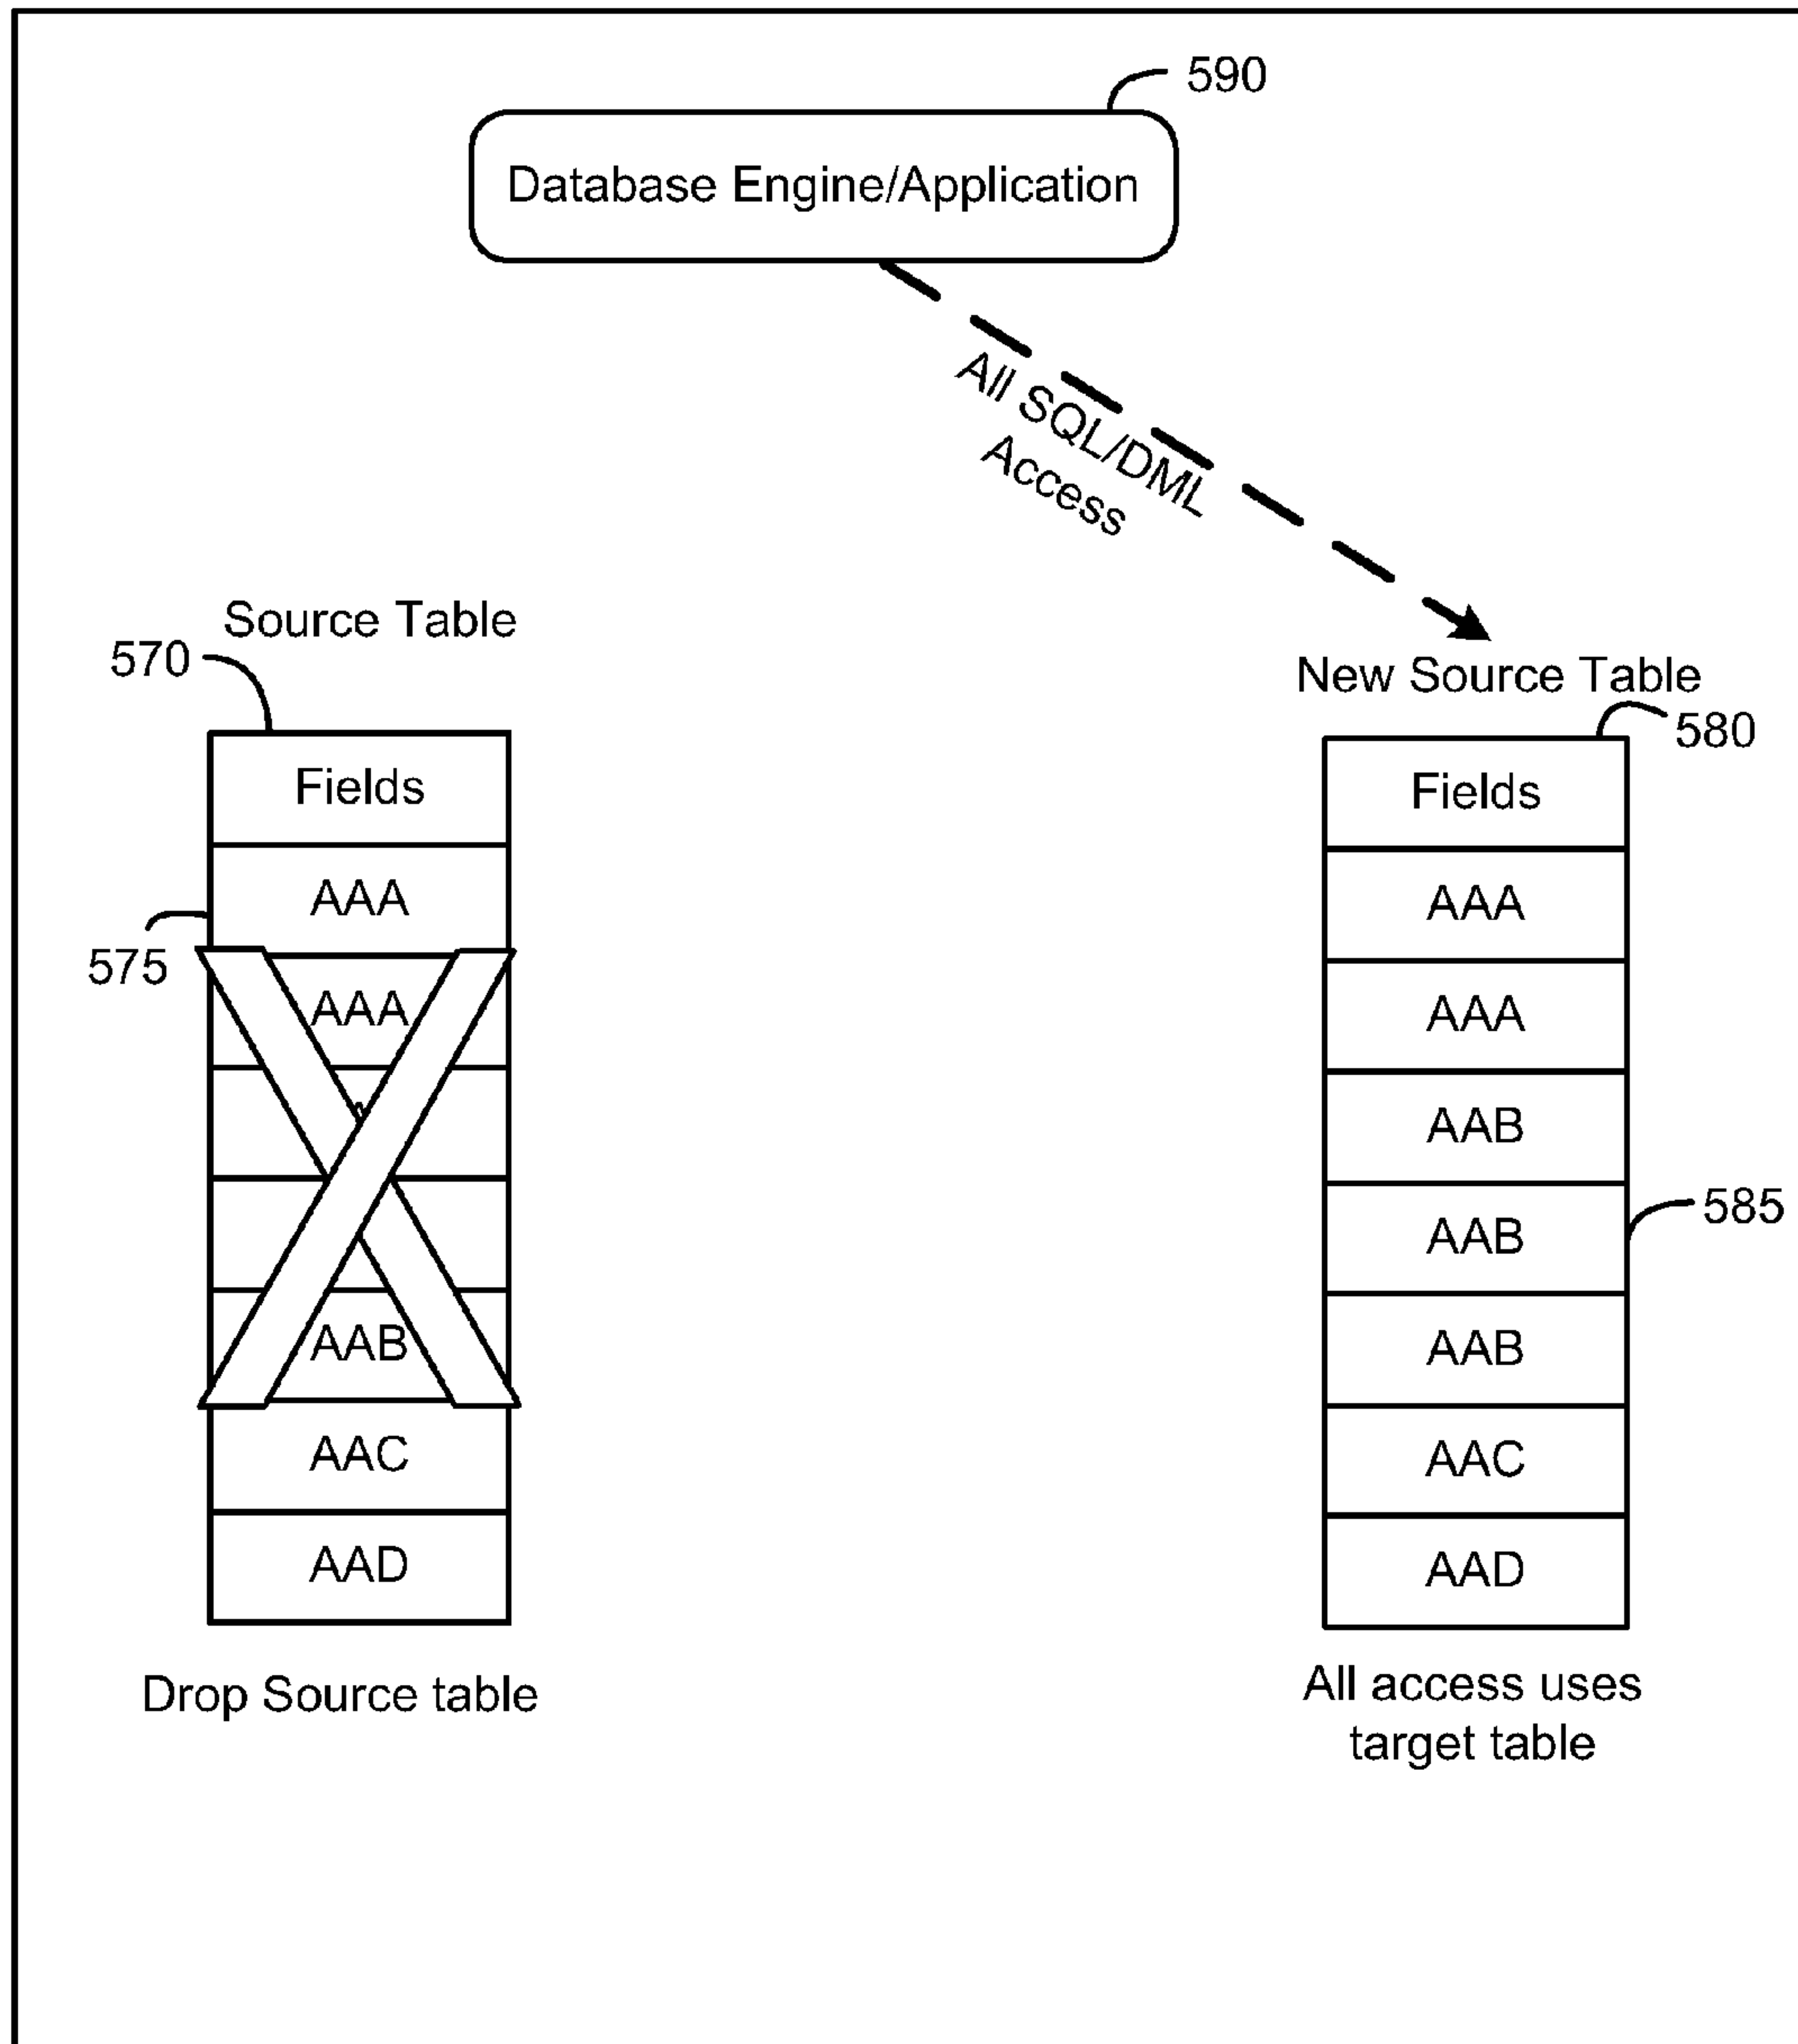 590
Database Engine/Application
All SQL/DML
Access
Source Table
570
Fields
AAA
575
AAA
AAB
AAC
AAD
Drop Source table
New Source Table
580
Fields
AAA
AAA
AAB
AAB
585
AAB
AAC
AAD
All access uses
target table